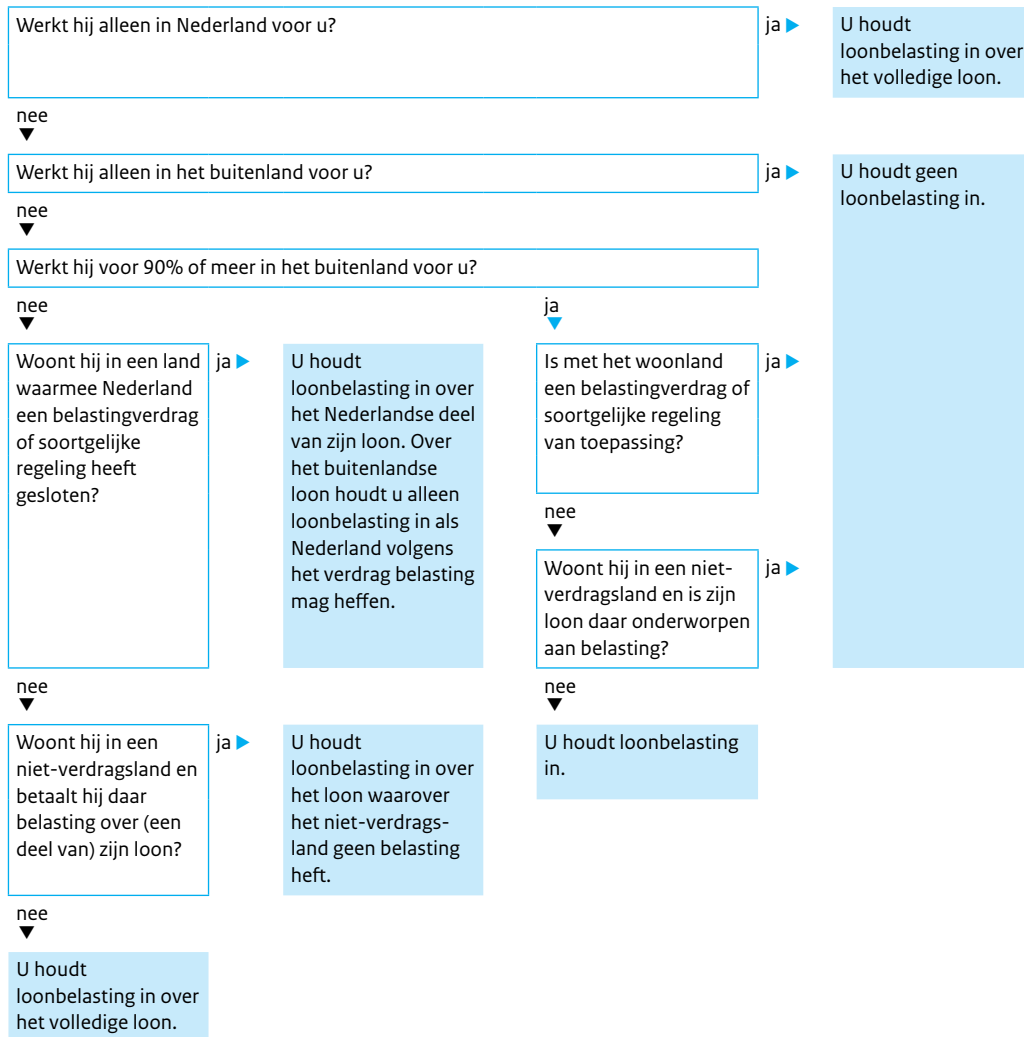 Werkt hij alleen in Nederland voor u?
ja
U houdt
loonbelasting in over
het volledige loon.
nee
Werkt hij alleen in het buitenland voor u?
ja
U houdt geen
loonbelasting in.
nee
Werkt hij voor 90% of meer in het buitenland voor u?
nee
ja
Woont hij in een land
waarmee Nederland
een belastingverdrag
of soortgelijke
regeling heeft
gesloten?
ja
U houdt
loonbelasting in over
het Nederlandse deel
van zijn loon. Over
het buitenlandse
loon houdt u alleen
loonbelasting in als
Nederland volgens
het verdrag belasting
mag heffen.
Is met het woonland
een belastingverdrag of
soortgelijke regeling
van toepassing?
ja
nee
Woont hij in een niet-
verdragsland en is zijn
loon daar onderworpen
aan belasting?
ja
nee
nee
Woont hij in een
niet-verdragsland en
betaalt hij daar
belasting over (een
deel van) zijn loon?
ja
U houdt
loonbelasting in over
het loon waarover
het niet-verdrags-
land geen belasting
heft.
U houdt loonbelasting
in.
nee
U houdt
loonbelasting in over
het volledige loon.